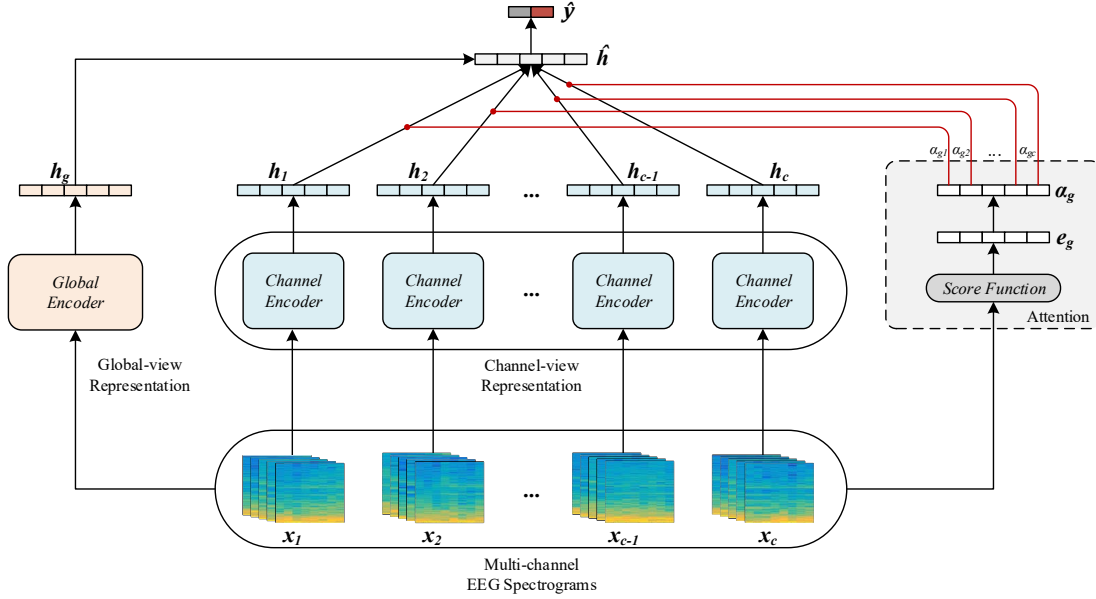 ŷ
ĥ
α_g1 α_g2 ... α_gc
h_g h_1 h_2 ... h_c-1 h_c α_g
e_g
Global
Encoder
Channel
Encoder
Channel
Encoder
...
Channel
Encoder
Channel
Encoder
Score Function
Attention
Global-view
Representation
Channel-view
Representation
...
x_1 x_2 x_c-1 x_c
Multi-channel
EEG Spectrograms